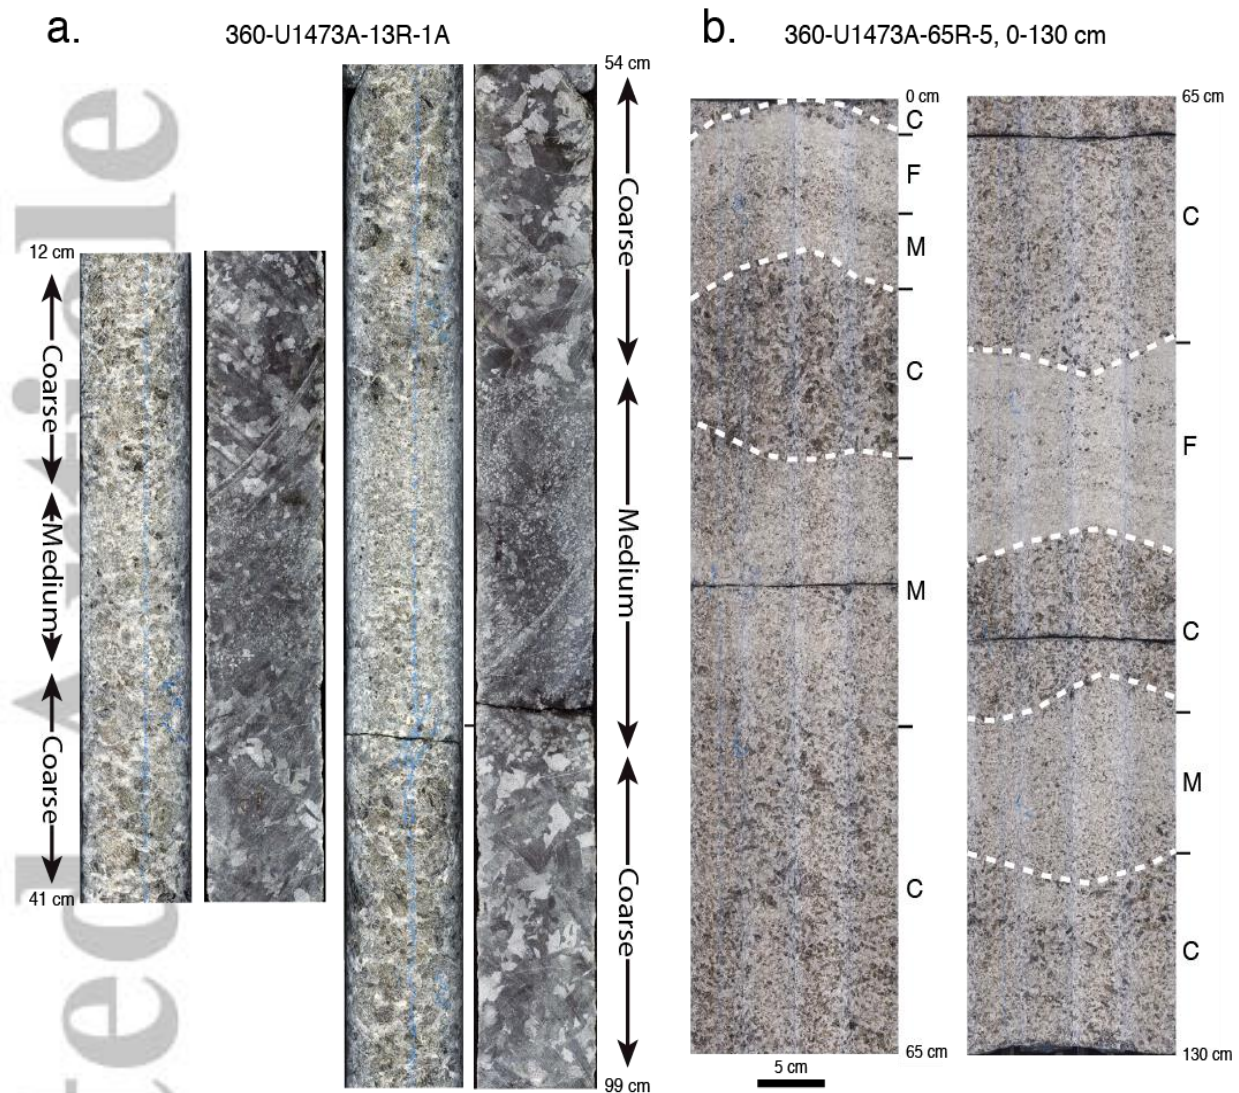 a.
360-U1473A-13R-1A
12 cm
Coarse
Medium
Coarse
41 cm
54 cm
Coarse
Medium
Coarse
99 cm
b.
360-U1473A-65R-5, 0-130 cm
0 cm
C
F
M
C
M
C
65 cm
5 cm
65 cm
C
F
C
M
C
130 cm